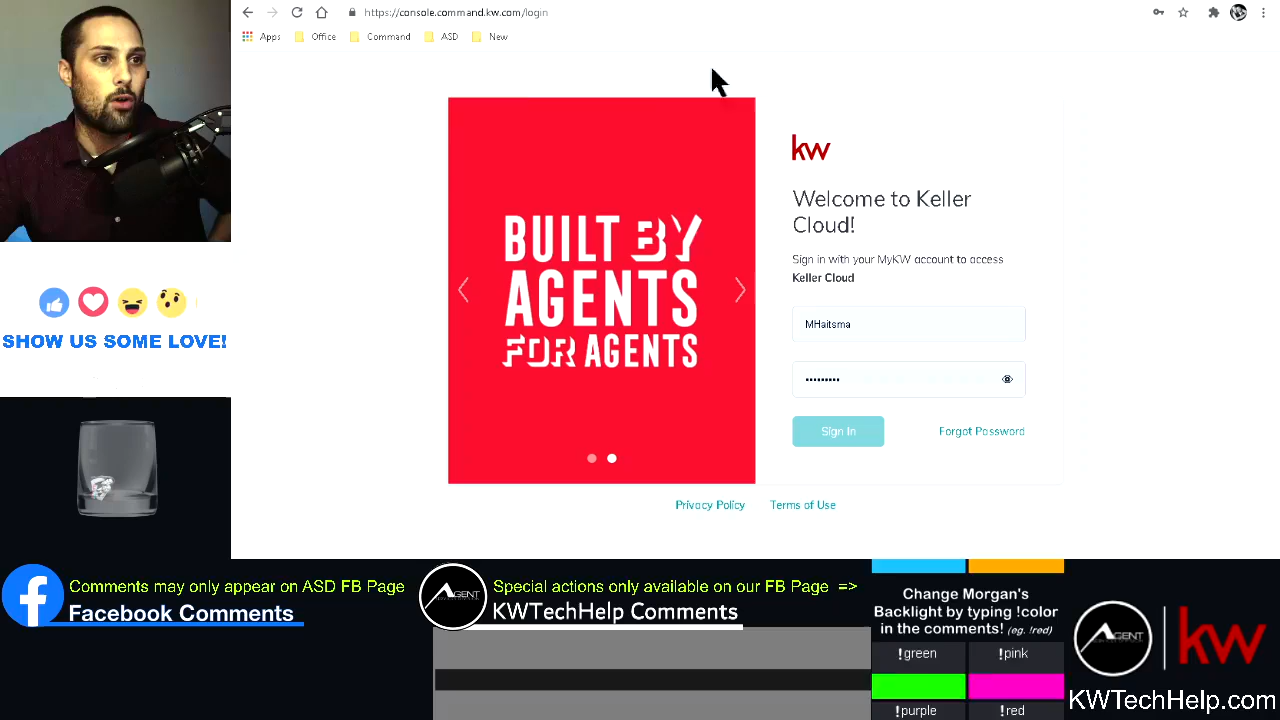 https://console.command.kw.com/login
Apps
Office
Command
ASD
New
BUILT BY
AGENTS
FOR AGENTS
kw
Welcome to Keller
Cloud!
Sign in with your MyKW account to access
Keller Cloud
MHaitsma
•••••••••
Sign In
Forgot Password
Privacy Policy
Terms of Use
SHOW US SOME LOVE!
Comments may only appear on ASD FB Page
Facebook Comments
AGENT
Special actions only available on our FB Page =>
KWTechHelp Comments
Change Morgan's
Backlight by typing !color
in the comments! (eg. !red)
!green
!pink
!purple
!red
AGENT
kw
KWTechHelp.com